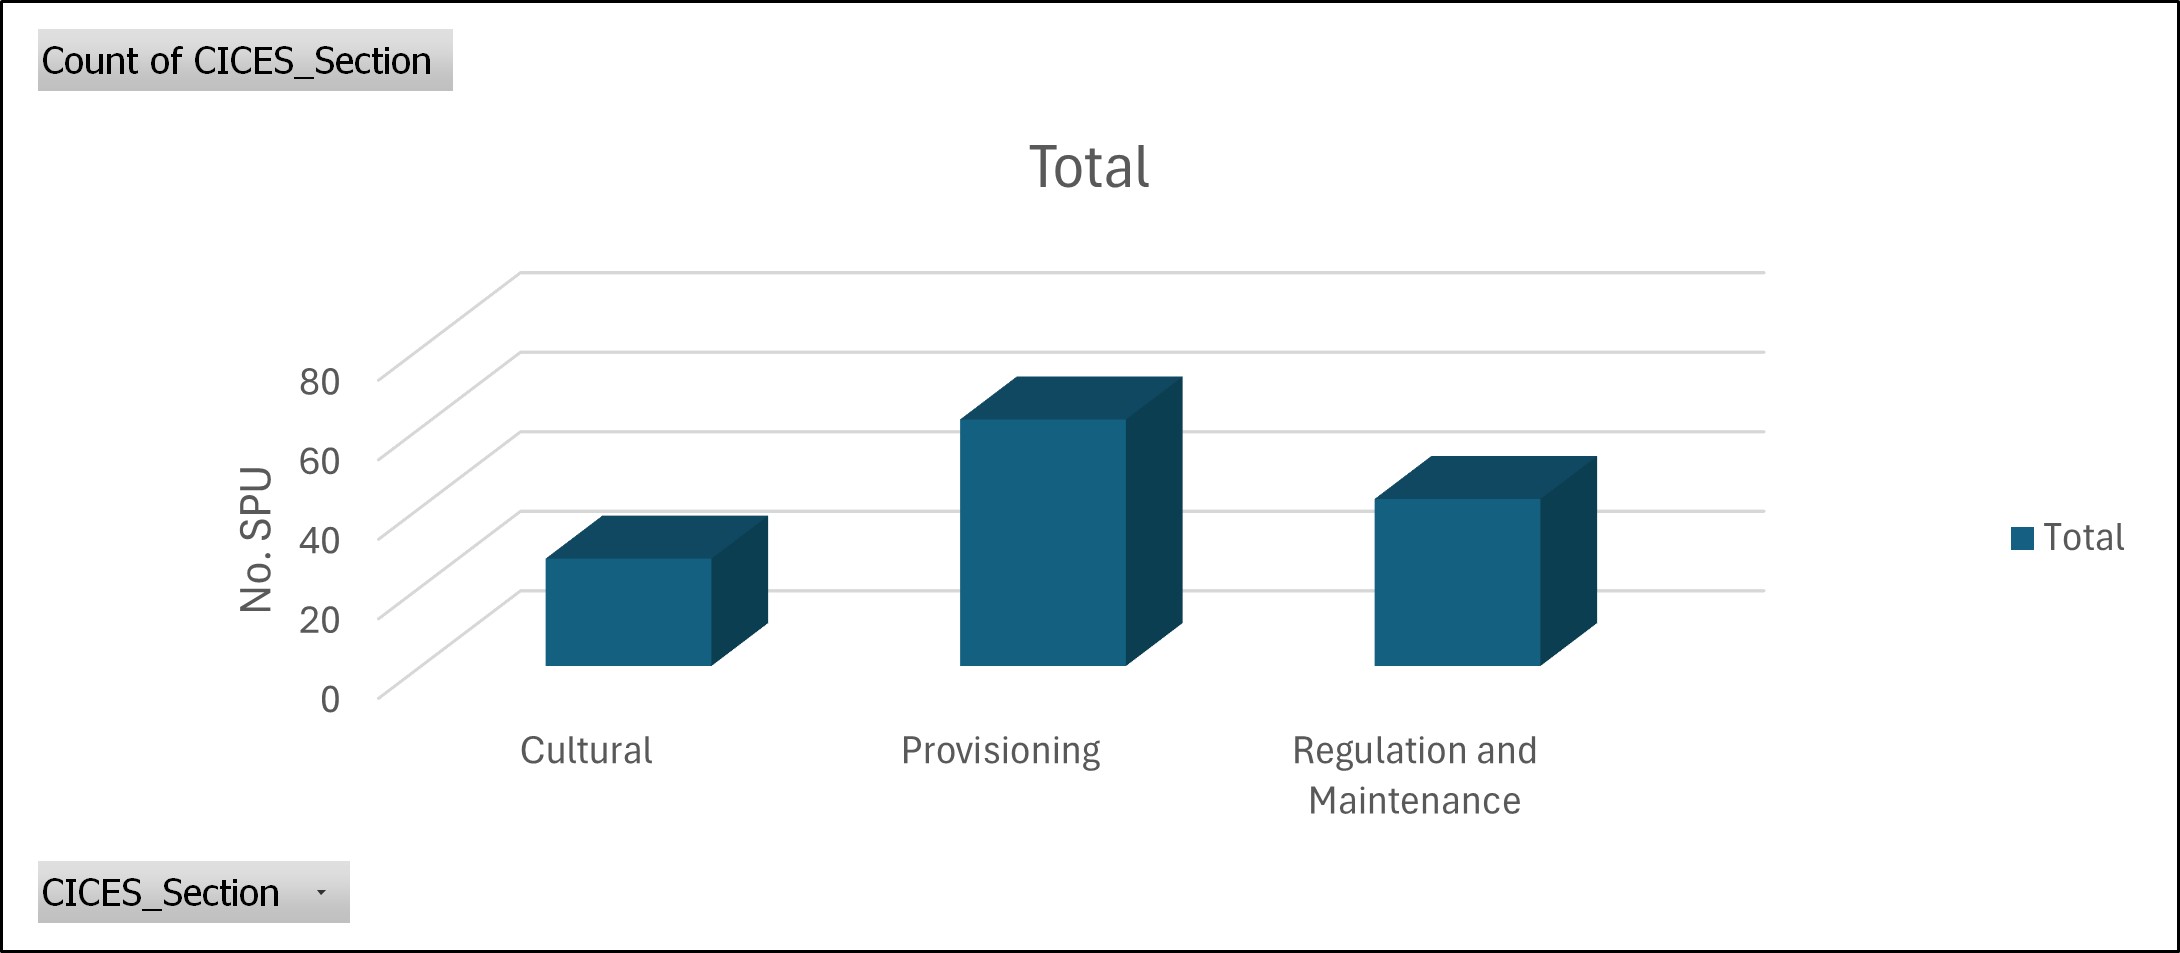 Count of CICES_Section
Total
80
60
40
20
0
No. SPU
Cultural
Provisioning
Regulation and
Maintenance
Total
CICES_Section